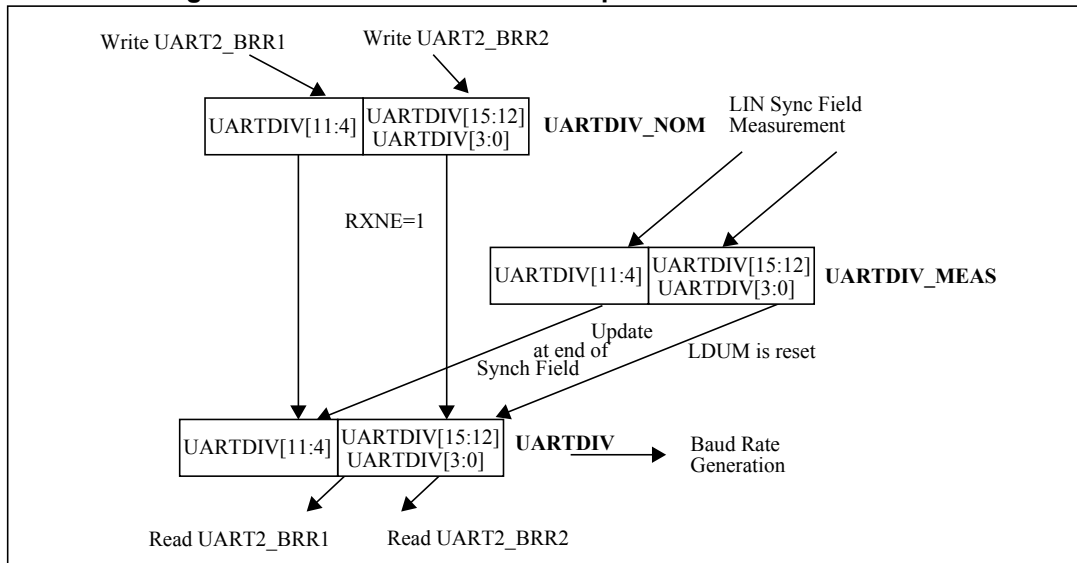 Write UART2_BRR1
Write UART2_BRR2
UARTDIV[11:4]
UARTDIV[15:12]
UARTDIV[3:0]
UARTDIV_NOM
LIN Sync Field
Measurement
RXNE=1
UARTDIV[11:4]
UARTDIV[15:12]
UARTDIV[3:0]
UARTDIV_MEAS
Update
at end of
Synch Field
LDUM is reset
UARTDIV[11:4]
UARTDIV[15:12]
UARTDIV[3:0]
UARTDIV
Baud Rate
Generation
Read UART2_BRR1
Read UART2_BRR2